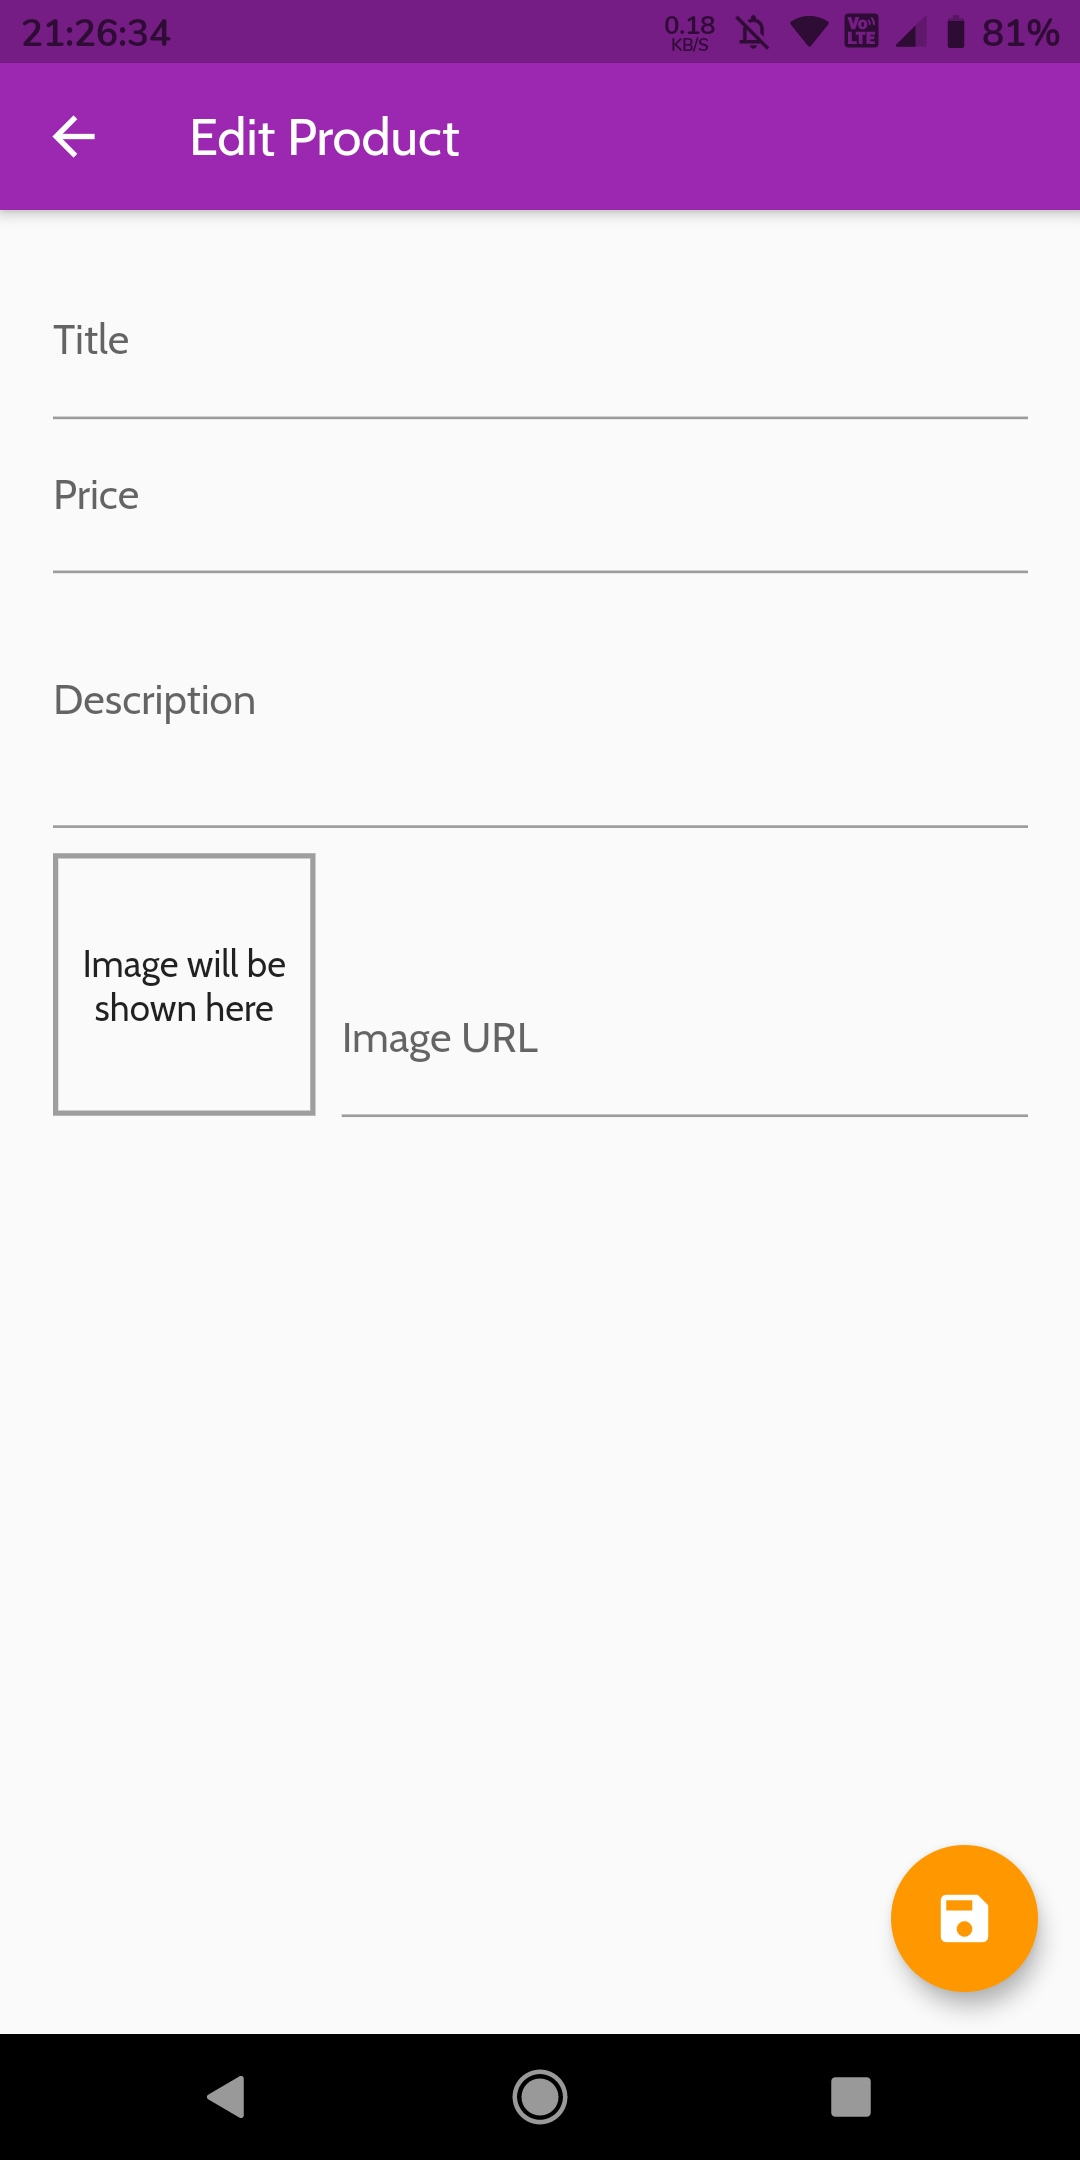 21:26:34
0.18
KB/S
Vo
LTE
81%
Edit Product
Title
Price
Description
Image will be
shown here
Image URL